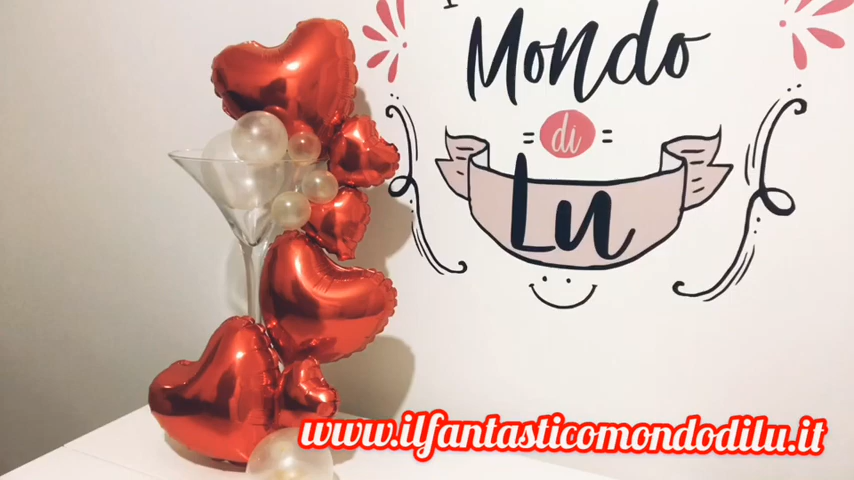 Mondo
= di =
Lu
www.ilfantasticomondodilu.it